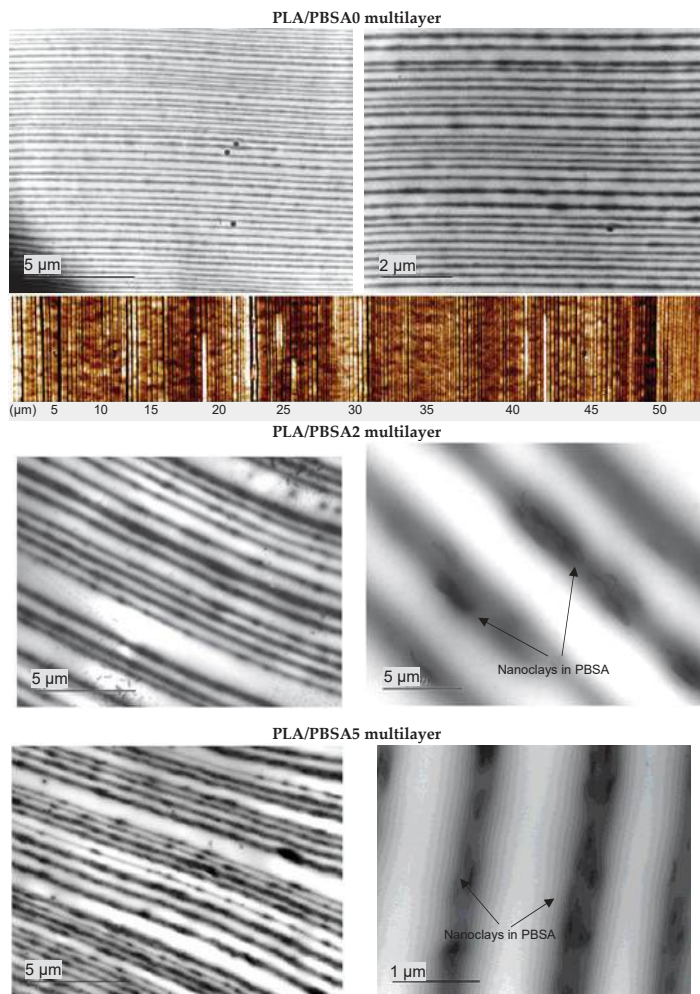 PLA/PBSA0 multilayer
5 μm
2 μm
(μm) 5 10 15 20 25 30 35 40 45 50
PLA/PBSA2 multilayer
Nanoclays in PBSA
5 μm
5 μm
PLA/PBSA5 multilayer
Nanoclays in PBSA
5 μm
1 μm